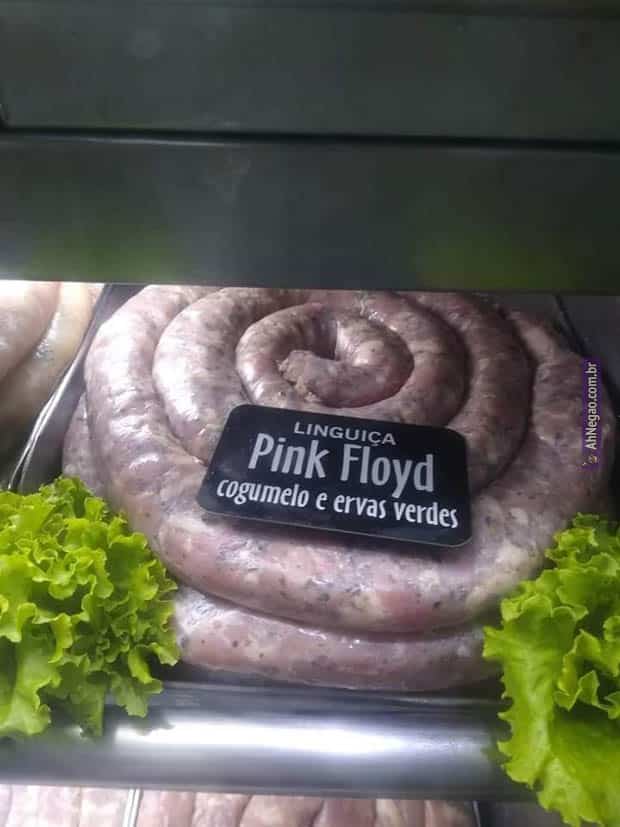 LINGUIÇA
Pink Floyd
cogumelo e ervas verdes
AhNegao.com.br